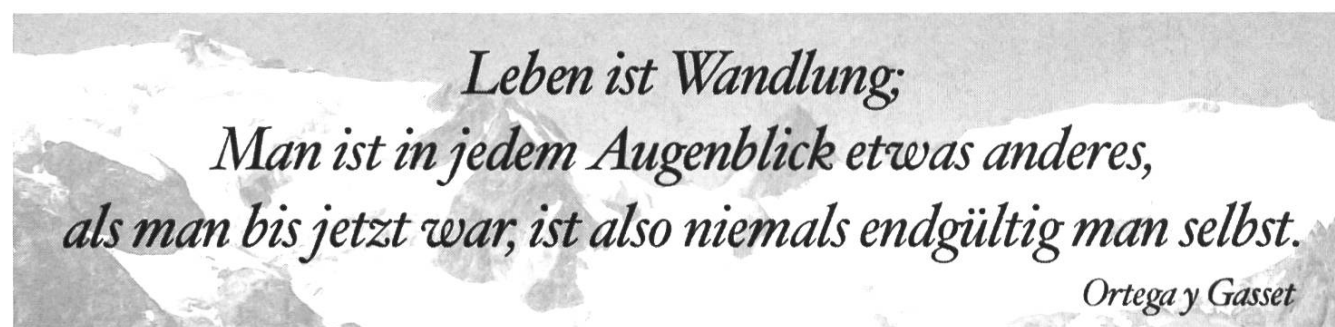 Leben ist Wandlung;
Man ist in jedem Augenblick etwas anderes,
als man bis jetzt war, ist also niemals endgültig man selbst.
Ortega y Gasset